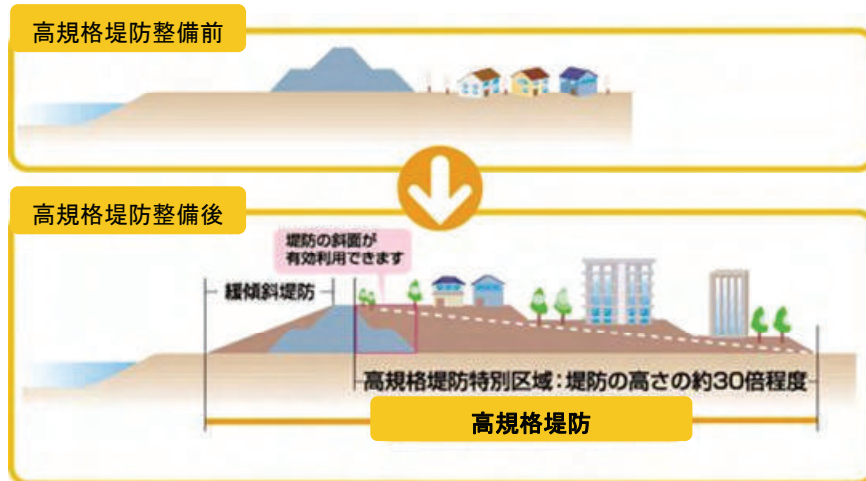 高規格堤防整備前
高規格堤防整備後
堤防の斜面が
有効利用できます
緩傾斜堤防
高規格堤防特別区域：堤防の高さの約30倍程度
高規格堤防